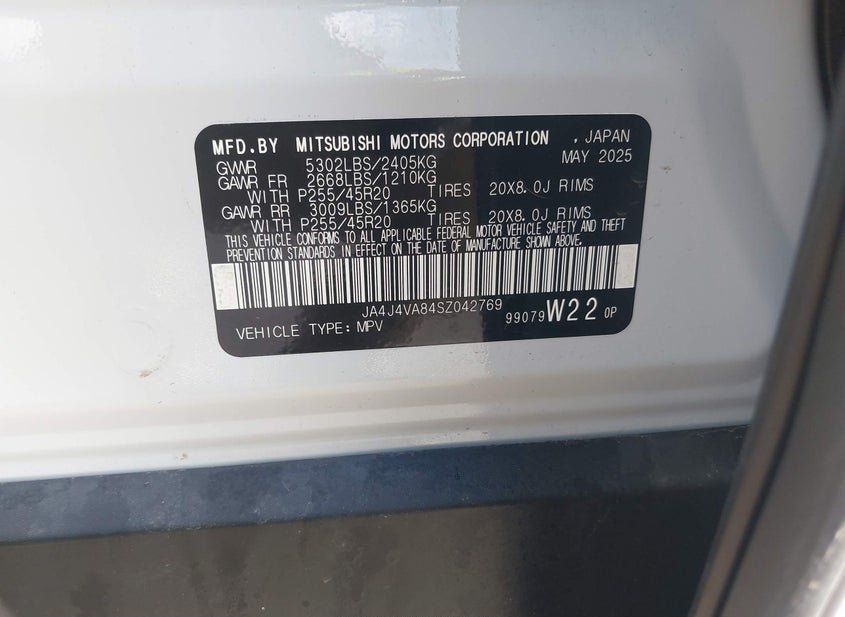 MFD.BY MITSUBISHI MOTORS CORPORATION , JAPAN
GVWR 5302LBS/2405KG MAY 2025
GAWR FR 2668LBS/1210KG
WITH P255/45R20 TIRES 20X8.0J RIMS
GAWR RR 3009LBS/1365KG
WITH P255/45R20 TIRES 20X8.0J RIMS
THIS VEHICLE CONFORMS TO ALL APPLICABLE FEDERAL MOTOR VEHICLE SAFETY AND THEFT
PREVENTION STANDARDS IN EFFECT ON THE DATE OF MANUFACTURE SHOWN ABOVE.
JA4J4VA84SZ042769
VEHICLE TYPE: MPV 99079 W22 0P